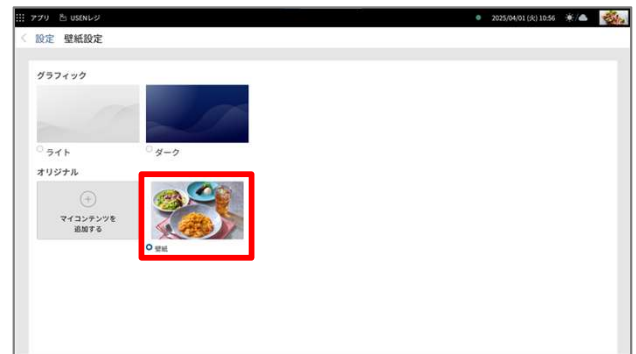 アプリ USENレジ 2025/04/01 (火) 10:56
設定 壁紙設定
グラフィック
ライト ダーク
オリジナル
マイコンテンツを
追加する
壁紙